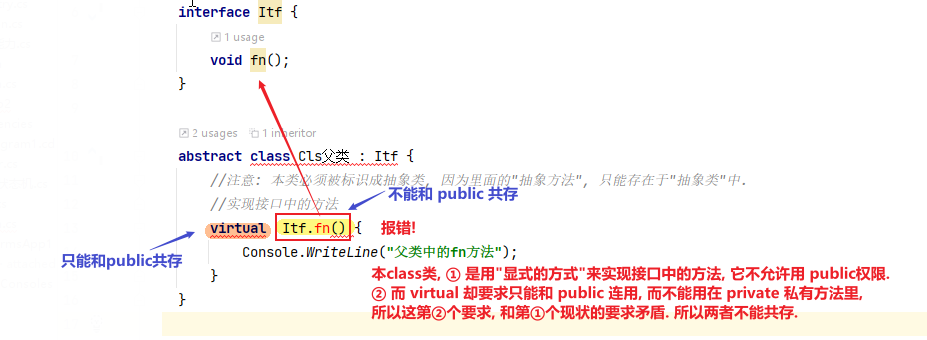 interface Itf {
1 usage
void fn();
}
2 usages 1 inheritor
abstract class Cls父类 : Itf {
//注意: 本类必须被标识成抽象类, 因为里面的"抽象方法", 只能存在于"抽象类"中.
//实现接口中的方法
不能和 public 共存
virtual Itf.fn() { 报错!
只能和public共存
Console.WriteLine("父类中的fn方法");
}
}
本class类, ① 是用"显式的方式"来实现接口中的方法, 它不允许用 public权限.
② 而 virtual 却要求只能和 public 连用, 而不能用在 private 私有方法里,
所以这第②个要求, 和第①个现状的要求矛盾. 所以两者不能共存.